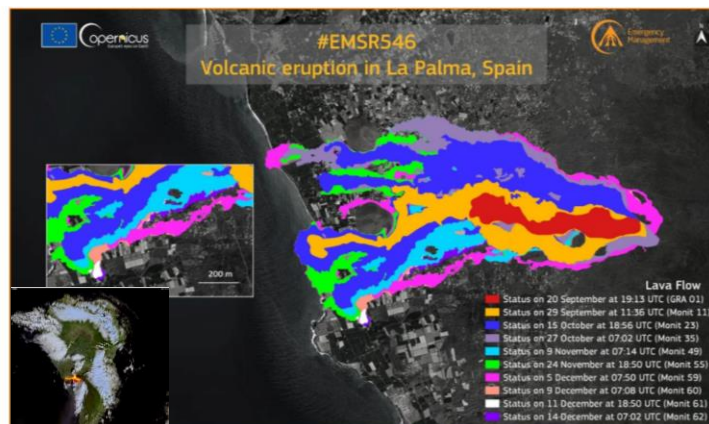 Copernicus
#EMSR546
Volcanic eruption in La Palma, Spain
Emergency
Management
200 m
Lava Flow
Status on 20 September at 19:13 UTC (GRA 01)
Status on 29 September at 11:36 UTC (Monit 11)
Status on 15 October at 18:56 UTC (Monit 23)
Status on 27 October at 07:02 UTC (Monit 35)
Status on 9 November at 07:14 UTC (Monit 49)
Status on 24 November at 18:50 UTC (Monit 55)
Status on 5 December at 07:50 UTC (Monit 59)
Status on 9 December at 07:08 UTC (Monit 60)
Status on 11 December at 18:50 UTC (Monit 61)
Status on 14 December at 07:02 UTC (Monit 62)